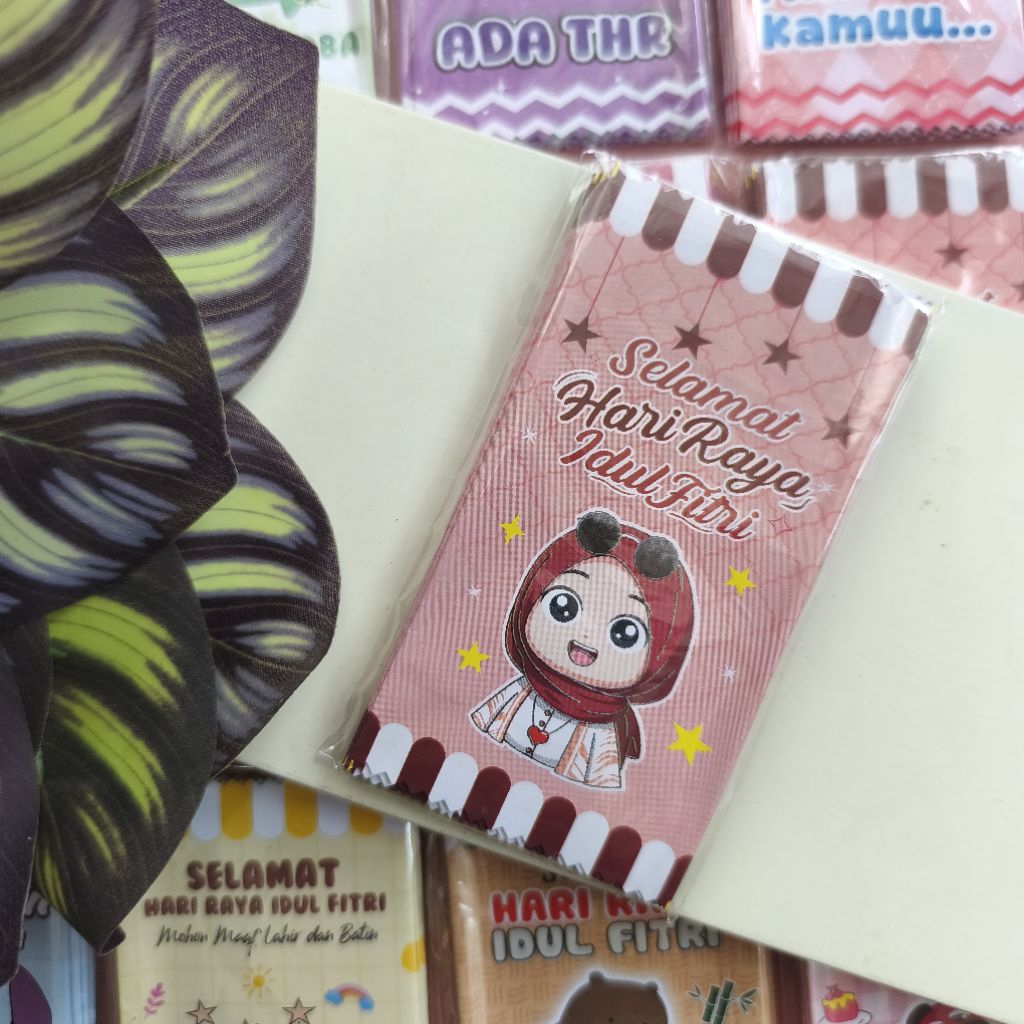 ADA THR
kamuu...
Selamat
Hari Raya
Idul Fitri
SELAMAT
HARI RAYA IDUL FITRI
Mohon Maaf Lahir dan Batin
HARI
IDUL FITRI